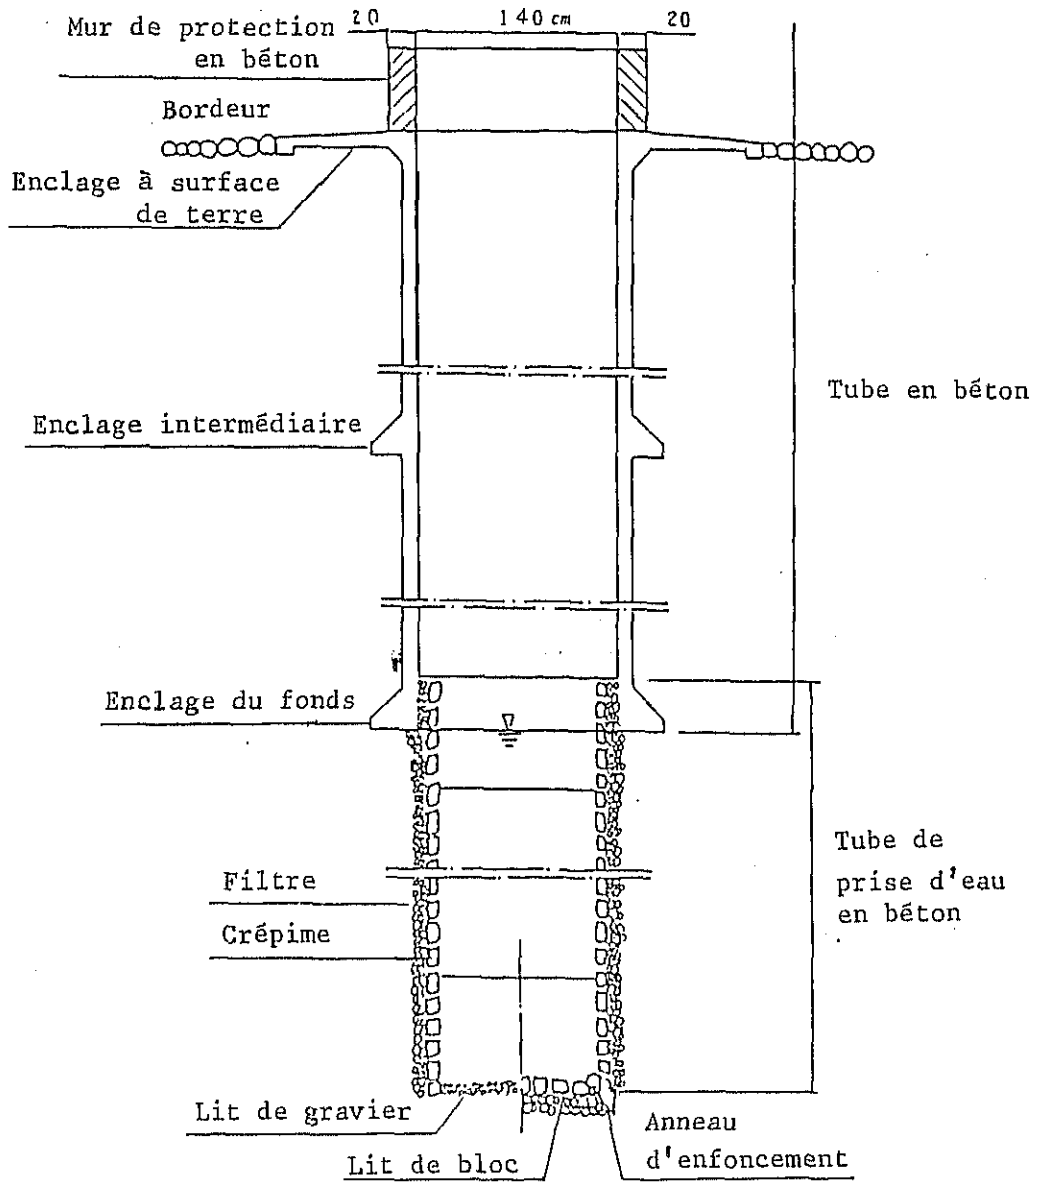 20 140 cm 20
Mur de protection
en béton
Bordeur
Enclage à surface
de terre
Tube en béton
Enclage intermédiaire
Enclage du fonds
Tube de
prise d'eau
en béton
Filtre
Crépime
Lit de gravier
Anneau
d'enfoncement
Lit de bloc